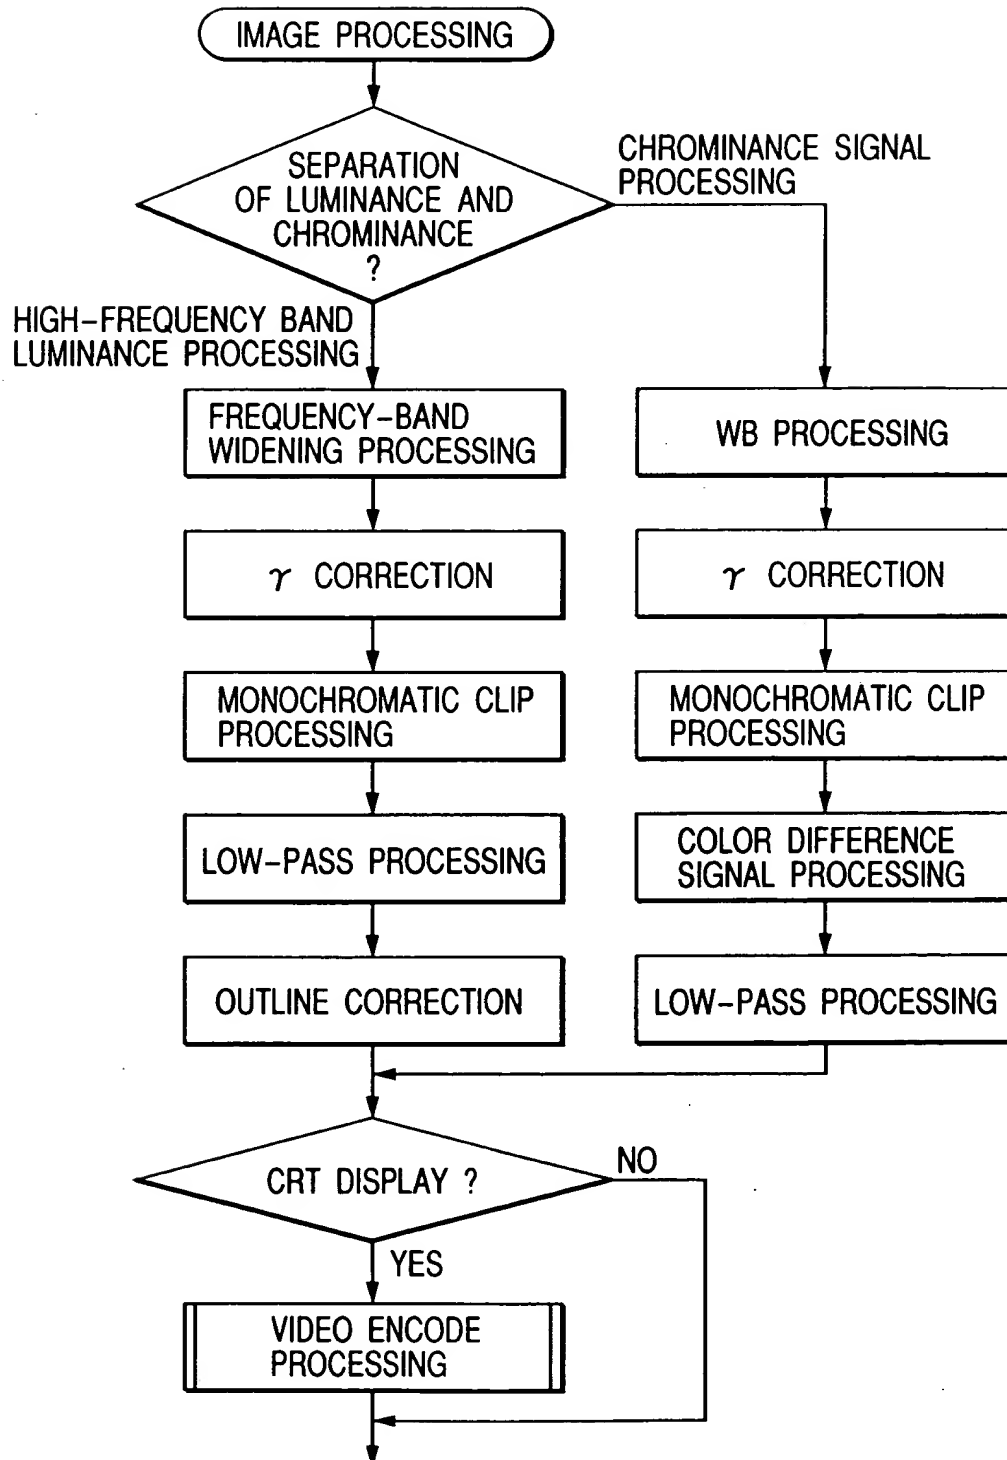 IMAGE PROCESSING
SEPARATION
OF LUMINANCE AND
CHROMINANCE
?
CHROMINANCE SIGNAL
PROCESSING
HIGH-FREQUENCY BAND
LUMINANCE PROCESSING
FREQUENCY-BAND
WIDENING PROCESSING
γ CORRECTION
MONOCHROMATIC CLIP
PROCESSING
LOW-PASS PROCESSING
OUTLINE CORRECTION
WB PROCESSING
γ CORRECTION
MONOCHROMATIC CLIP
PROCESSING
COLOR DIFFERENCE
SIGNAL PROCESSING
LOW-PASS PROCESSING
CRT DISPLAY ?
NO
YES
VIDEO ENCODE
PROCESSING